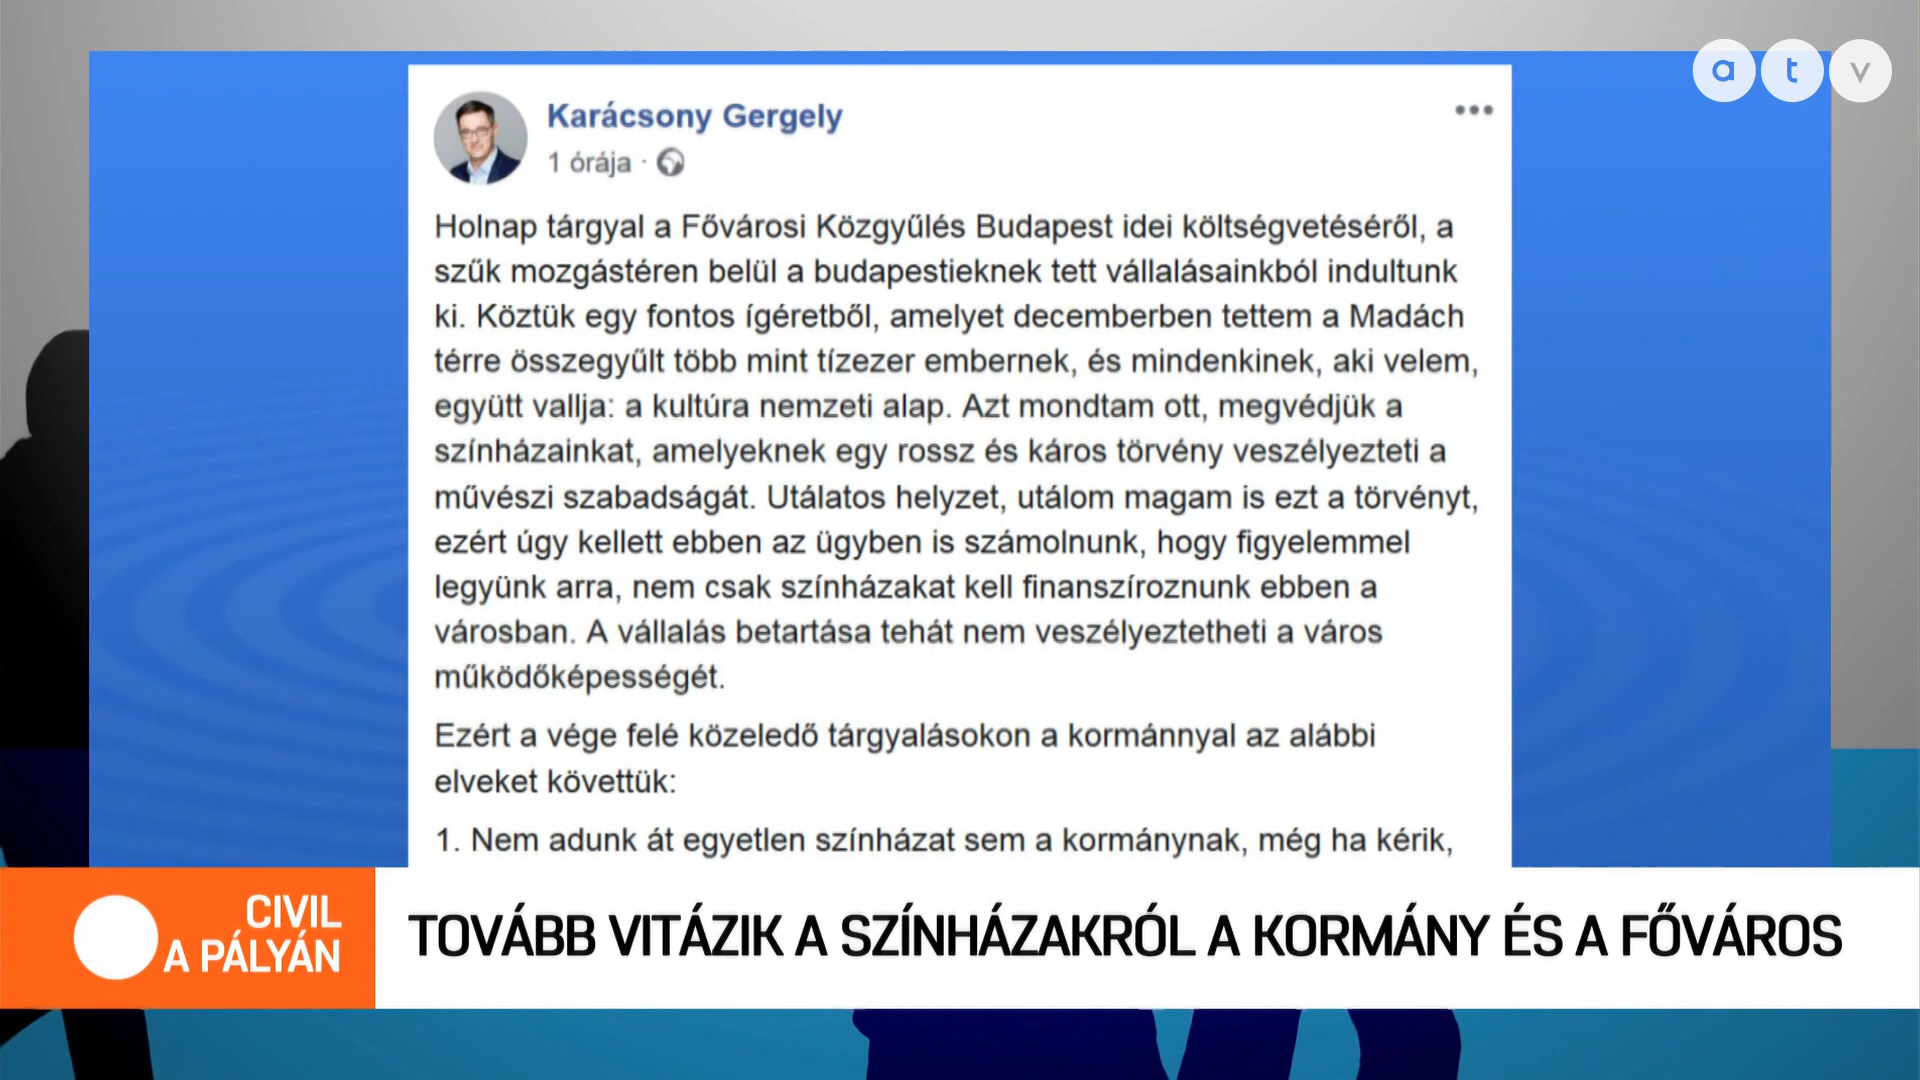 a t v
Karácsony Gergely
1 órája ·
Holnap tárgyal a Fővárosi Közgyűlés Budapest idei költségvetéséről, a
szűk mozgástéren belül a budapestieknek tett vállalásainkból indultunk
ki. Köztük egy fontos ígéretből, amelyet decemberben tettem a Madách
térre összegyűlt több mint tízezer embernek, és mindenkinek, aki velem,
együtt vallja: a kultúra nemzeti alap. Azt mondtam ott, megvédjük a
színházainkat, amelyeknek egy rossz és káros törvény veszélyezteti a
művészi szabadságát. Utálatos helyzet, utálom magam is ezt a törvényt,
ezért úgy kellett ebben az ügyben is számolnunk, hogy figyelemmel
legyünk arra, nem csak színházakat kell finanszíroznunk ebben a
városban. A vállalás betartása tehát nem veszélyeztetheti a város
működőképességét.
Ezért a vége felé közeledő tárgyalásokon a kormánnyal az alábbi
elveket követtük:
1. Nem adunk át egyetlen színházat sem a kormánynak, még ha kérik,
CIVIL
A PÁLYÁN
TOVÁBB VITÁZIK A SZÍNHÁZAKRÓL A KORMÁNY ÉS A FŐVÁROS